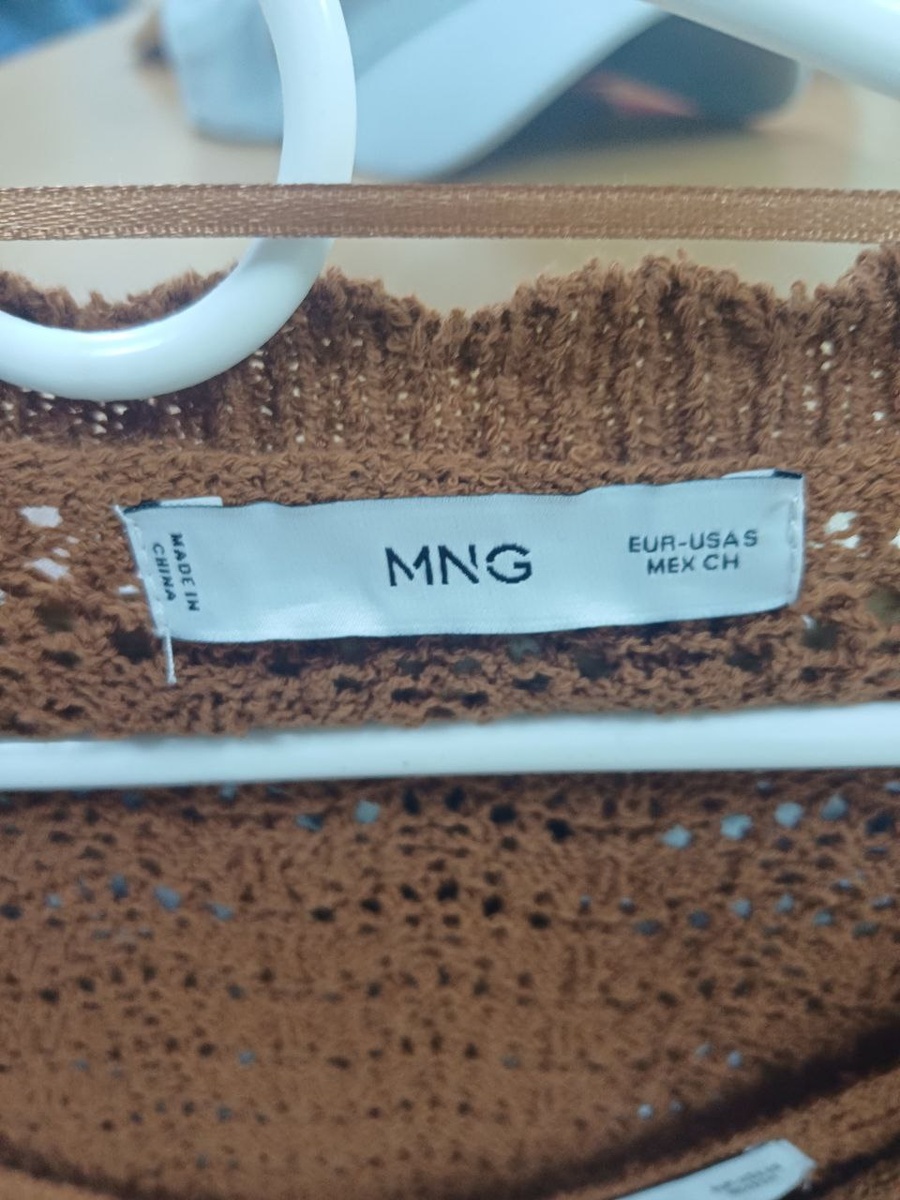 MADE IN
CHINA
MNG
EUR-USA S
MEX CH